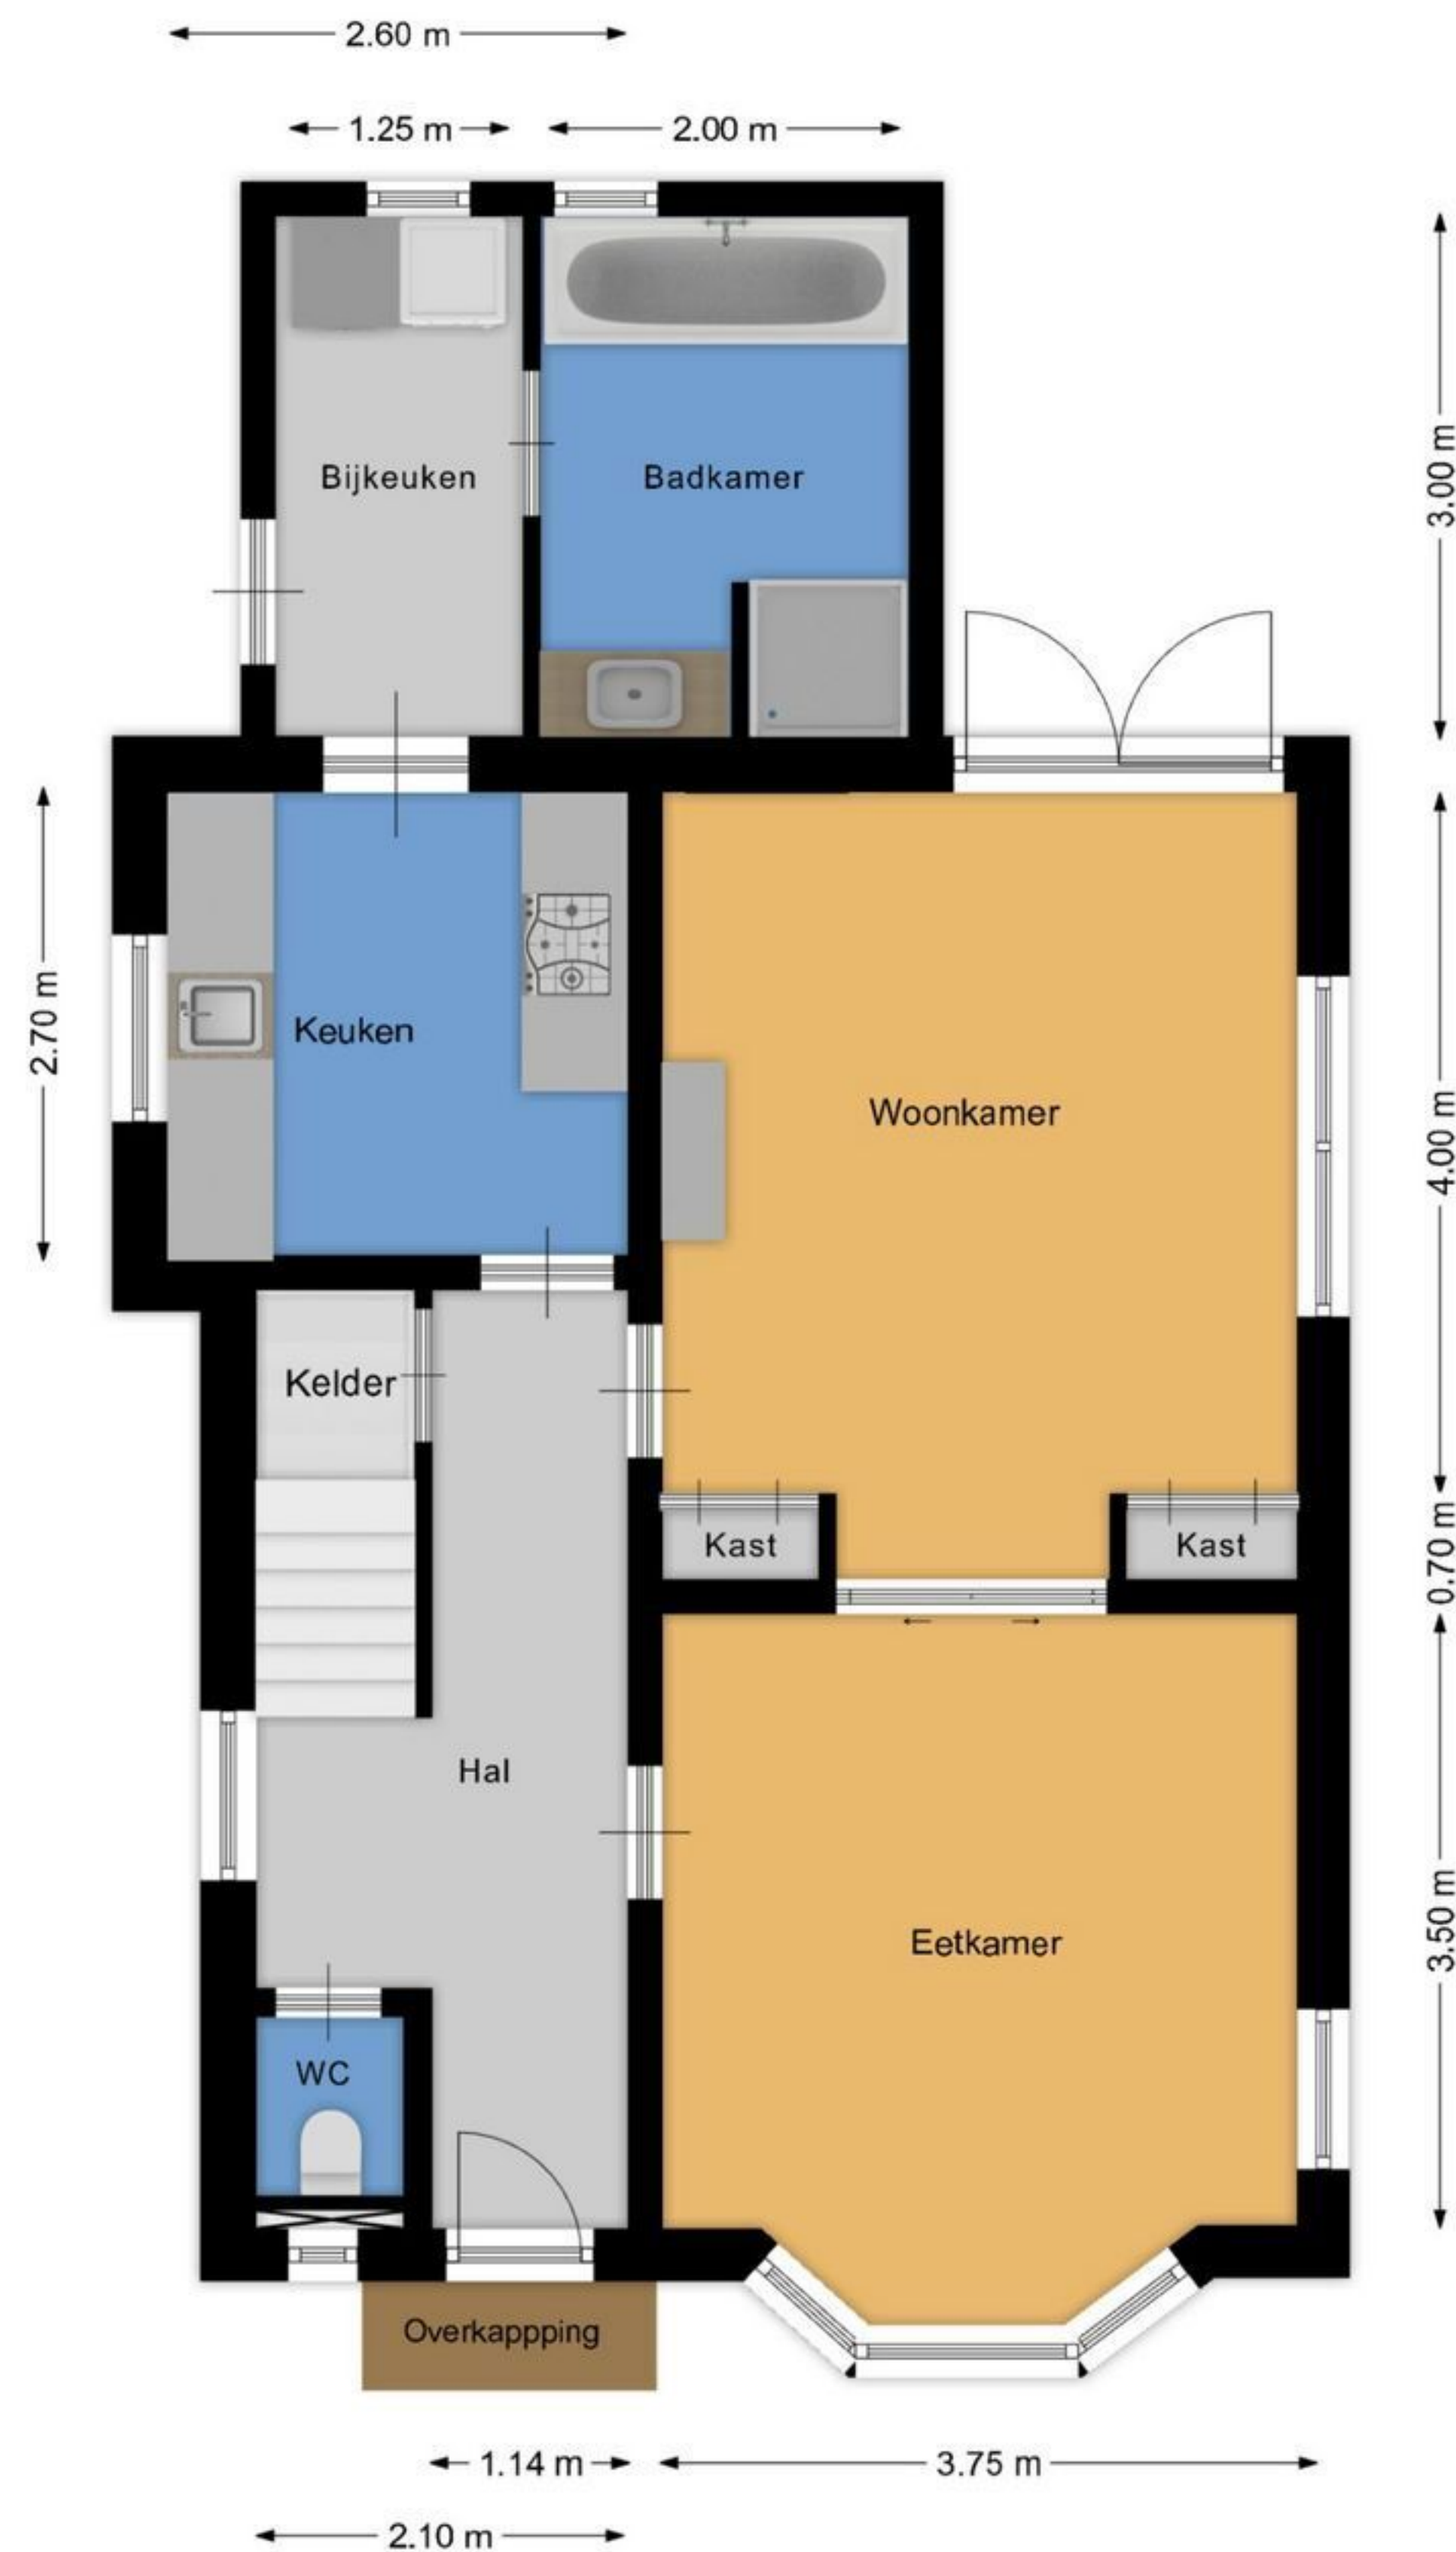 2.60 m
1.25 m
2.00 m
Bijkeuken
Badkamer
3.00 m
2.70 m
Keuken
Woonkamer
4.00 m
Kelder
Kast
Kast
0.70 m
Hal
Eetkamer
3.50 m
WC
Overkappping
1.14 m
3.75 m
2.10 m